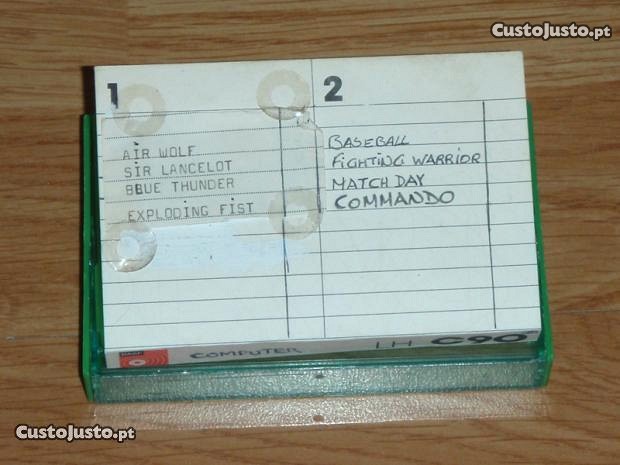 CustoJusto.pt
1
AIR WOLF
SIR LANCELOT
BBUE THUNDER
EXPLODING FIST
2
BASEBALL
FIGHTING WARRIOR
MATCH DAY
COMMANDO
BASF
COMPUTER
LH C90
CustoJusto.pt